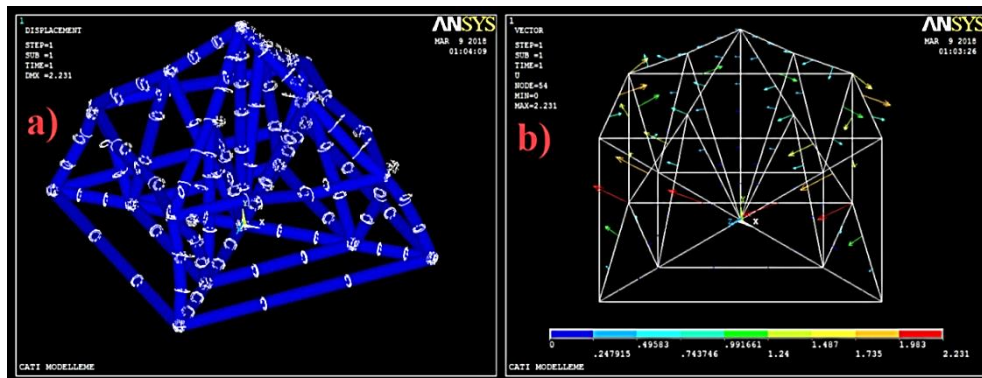 1
DISPLACEMENT
STEP=1
SUB =1
TIME=1
DMX =2.231
ANSYS
MAR 9 2018
01:04:09
a)
X
CATI MODELLEME
1
VECTOR
STEP=1
SUB =1
TIME=1
U
NODE=54
MIN=0
MAX=2.231
ANSYS
MAR 9 2018
01:03:26
b)
X
0 .49583 .991661 1.487 1.983
.247915 .743746 1.24 1.735 2.231
CATI MODELLEME